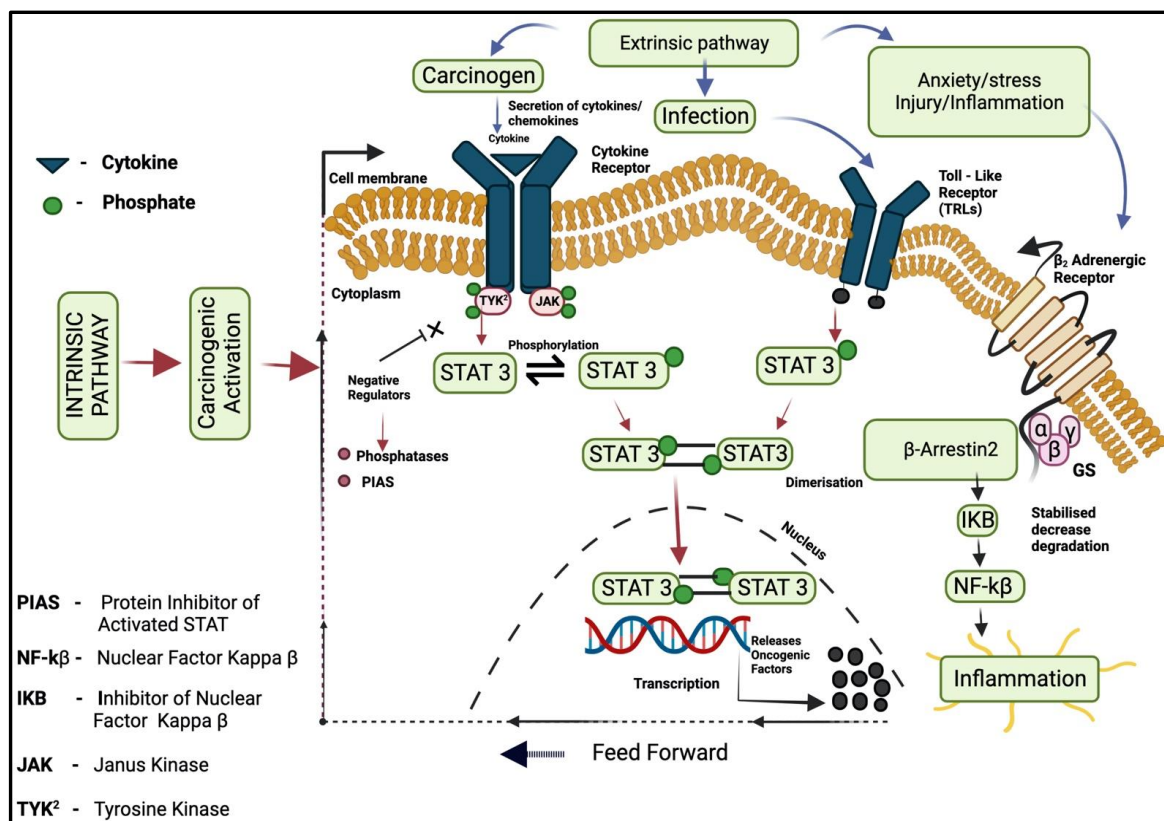 Extrinsic pathway
Carcinogen
Anxiety/stress
Injury/Inflammation
Secretion of cytokines/
chemokines
Infection
Cytokine
Cytokine
Receptor
- Cytokine
- Phosphate
Cell membrane
Toll - Like
Receptor
(TRLs)
β₂ Adrenergic
Receptor
Cytoplasm
TYK²
JAK
INTRINSIC
PATHWAY
Carcinogenic
Activation
X
Phosphorylation
STAT 3
STAT 3
STAT 3
Negative
Regulators
Phosphatases
PIAS
STAT 3
STAT3
Dimerisation
β-Arrestin2
α
β
γ
GS
IKB
Stabilised
decrease
degradation
Nucleus
NF-kβ
STAT 3
STAT 3
Releases
Oncogenic
Factors
Transcription
Inflammation
Feed Forward
PIAS - Protein Inhibitor of
Activated STAT
NF-kβ - Nuclear Factor Kappa β
IKB - Inhibitor of Nuclear
Factor Kappa β
JAK - Janus Kinase
TYK² - Tyrosine Kinase